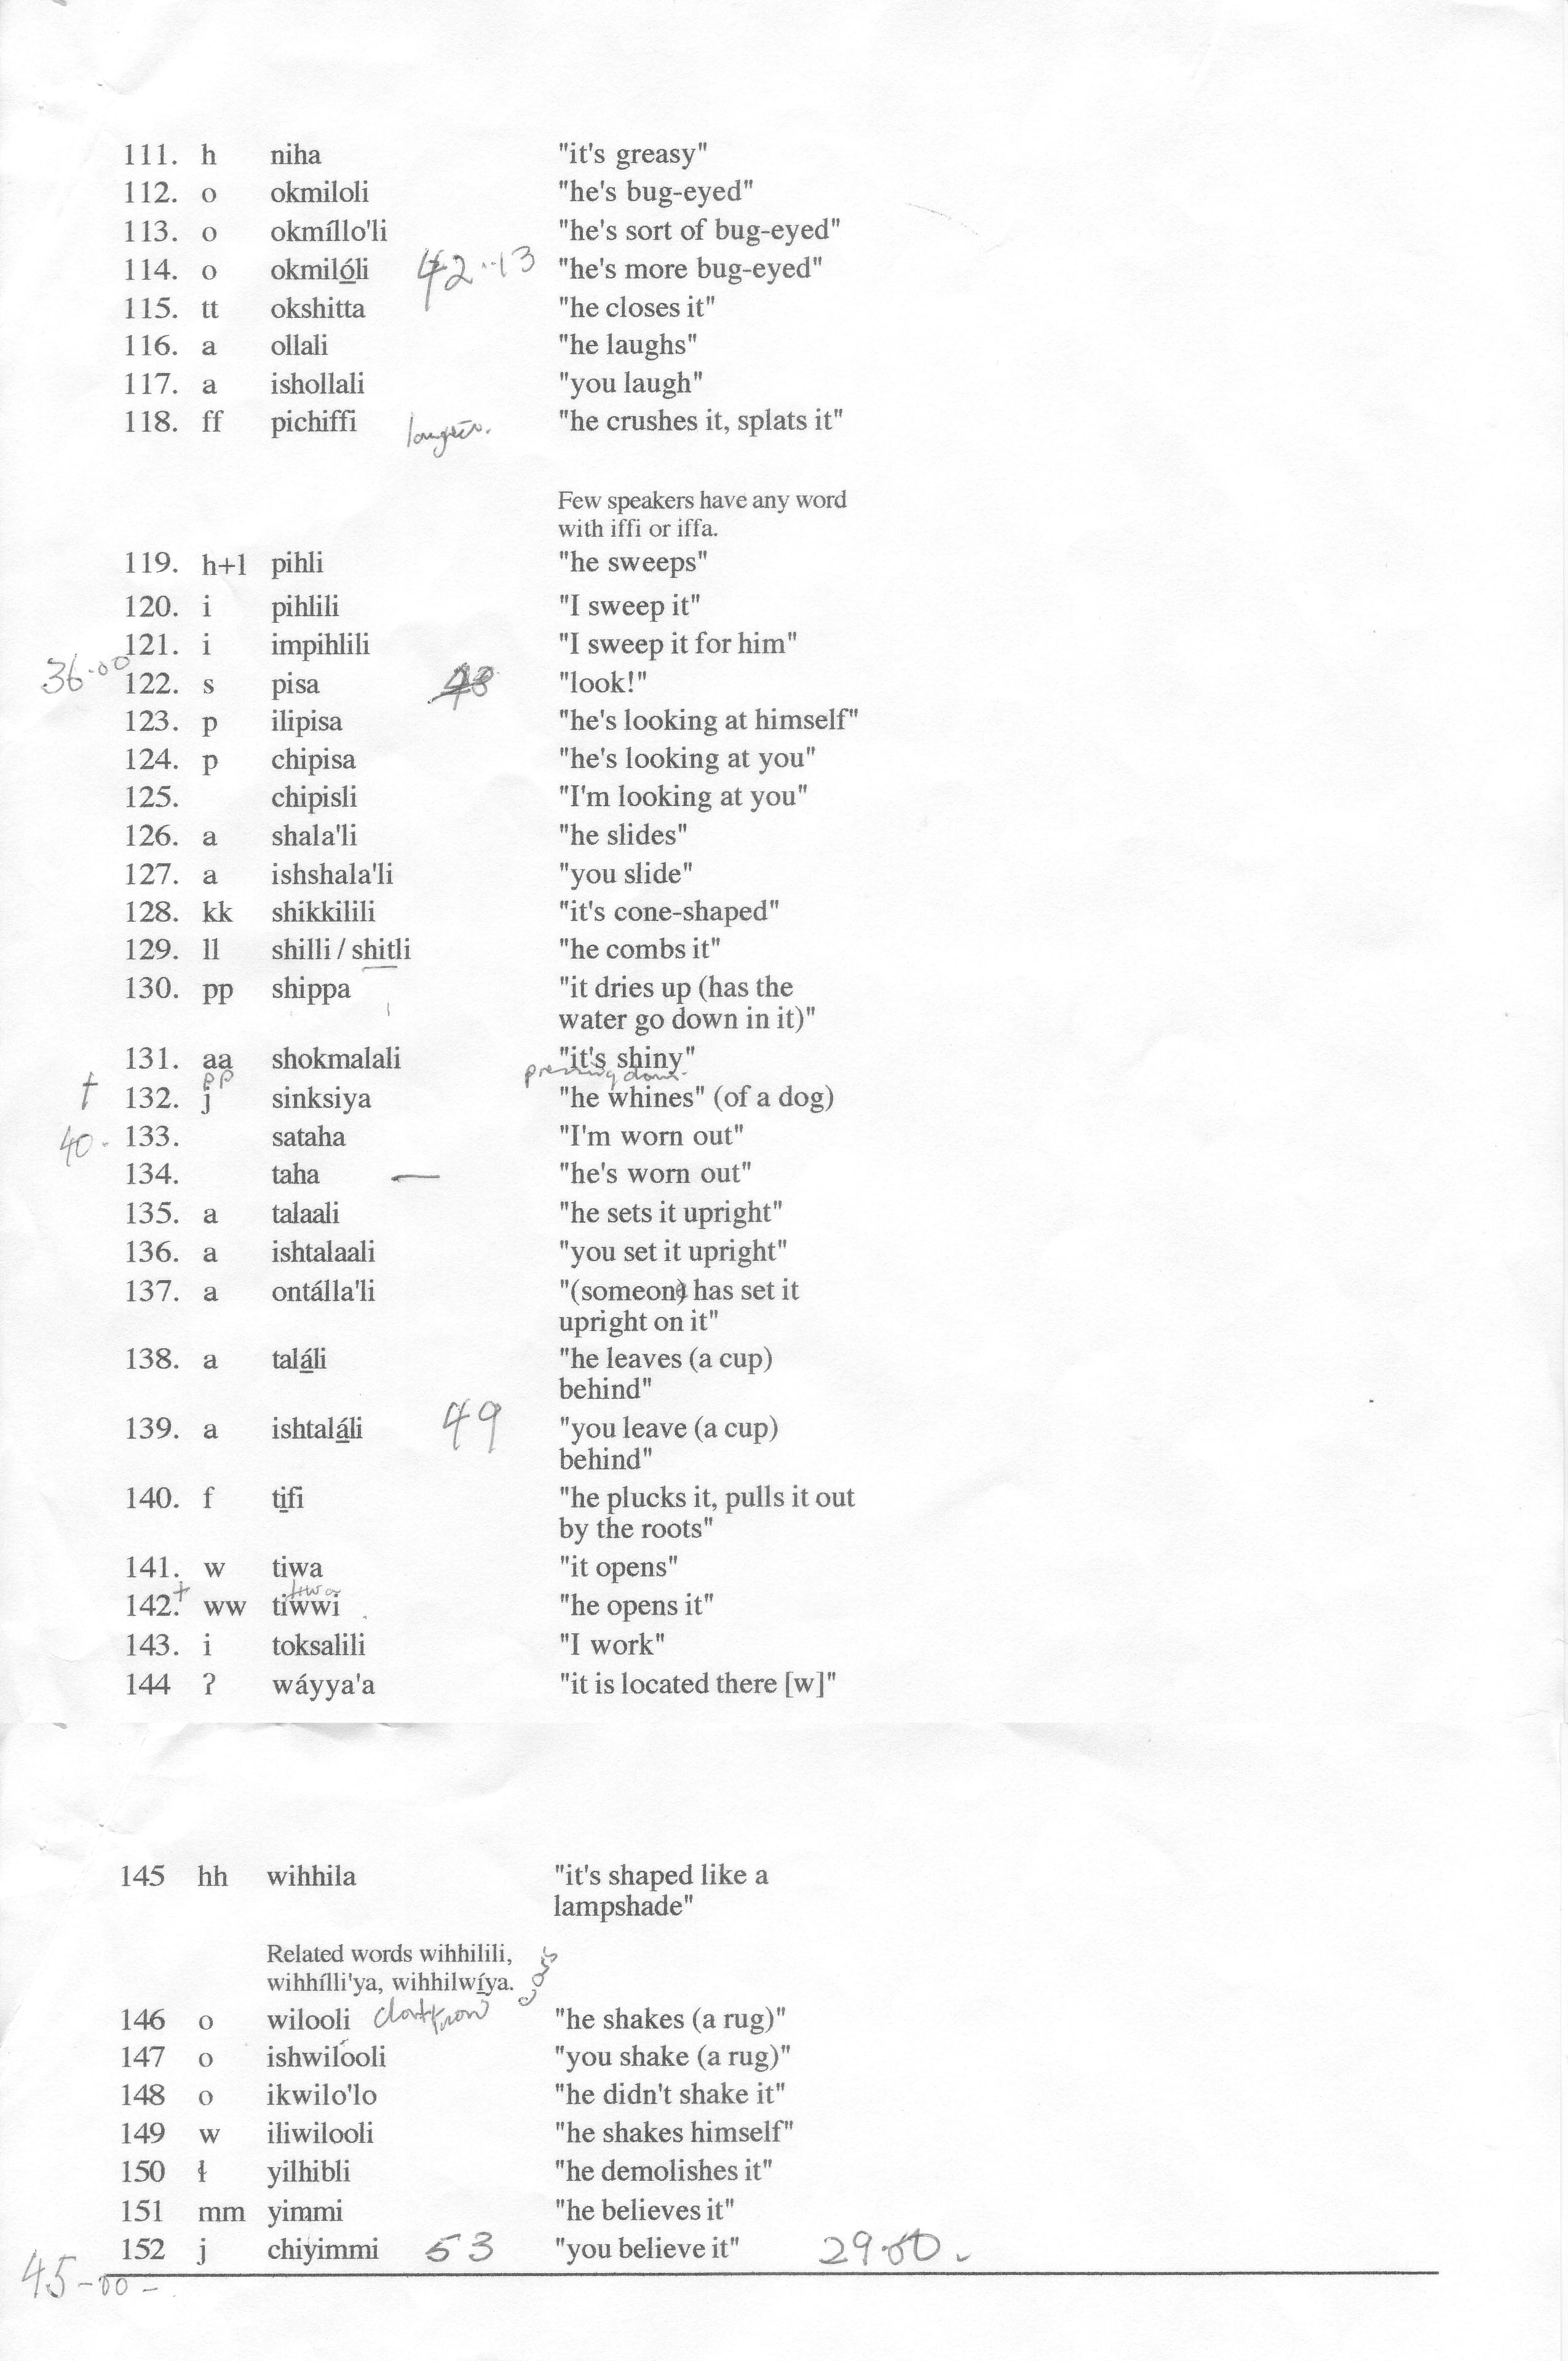 111. h niha "it's greasy"
112. o okmiloli "he's bug-eyed"
113. o okmíllo'li "he's sort of bug-eyed"
114. o okmiló̱li 42-13 "he's more bug-eyed"
115. tt okshitta "he closes it"
116. a ollali "he laughs"
117. a ishollali "you laugh"
118. ff pichiffi "he crushes it, splats it"
Few speakers have any word
with iffi or iffa.
119. h+l pihli "he sweeps"
120. i pihlili "I sweep it"
121. i impihlili "I sweep it for him"
36-00 122. s pisa "look!"
123. p ilipisa "he's looking at himself"
124. p chipisa "he's looking at you"
125. chipisli "I'm looking at you"
126. a shala'li "he slides"
127. a ishshala'li "you slide"
128. kk shikkilili "it's cone-shaped"
129. ll shilli / shitli "he combs it"
130. pp shippa "it dries up (has the
water go down in it)"
131. aa shokmalali "it's shiny"
pp
132. j sinksiya "he whines" (of a dog)
40- 133. sataha "I'm worn out"
134. taha — "he's worn out"
135. a talaali "he sets it upright"
136. a ishtalaali "you set it upright"
137. a ontálla'li "(someone) has set it
upright on it"
138. a talá̱li "he leaves (a cup)
behind"
139. a ishtalá̱li 49 "you leave (a cup)
behind"
140. f ti̱fi "he plucks it, pulls it out
by the roots"
141. w tiwa "it opens"
142. ww tiwwi "he opens it"
143. i toksalili "I work"
144 ʔ wáyya'a "it is located there [w]"
145 hh wihhila "it's shaped like a
lampshade"
Related words wihhilili,
wihhílli'ya, wihhilwí̱ya.
146 o wilooli "he shakes (a rug)"
147 o ishwilooli "you shake (a rug)"
148 o ikwilo'lo "he didn't shake it"
149 w iliwilooli "he shakes himself"
150 ɬ yilhibli "he demolishes it"
151 mm yimmi "he believes it"
152 j chiyimmi 53 "you believe it" 29.50-
45-00-